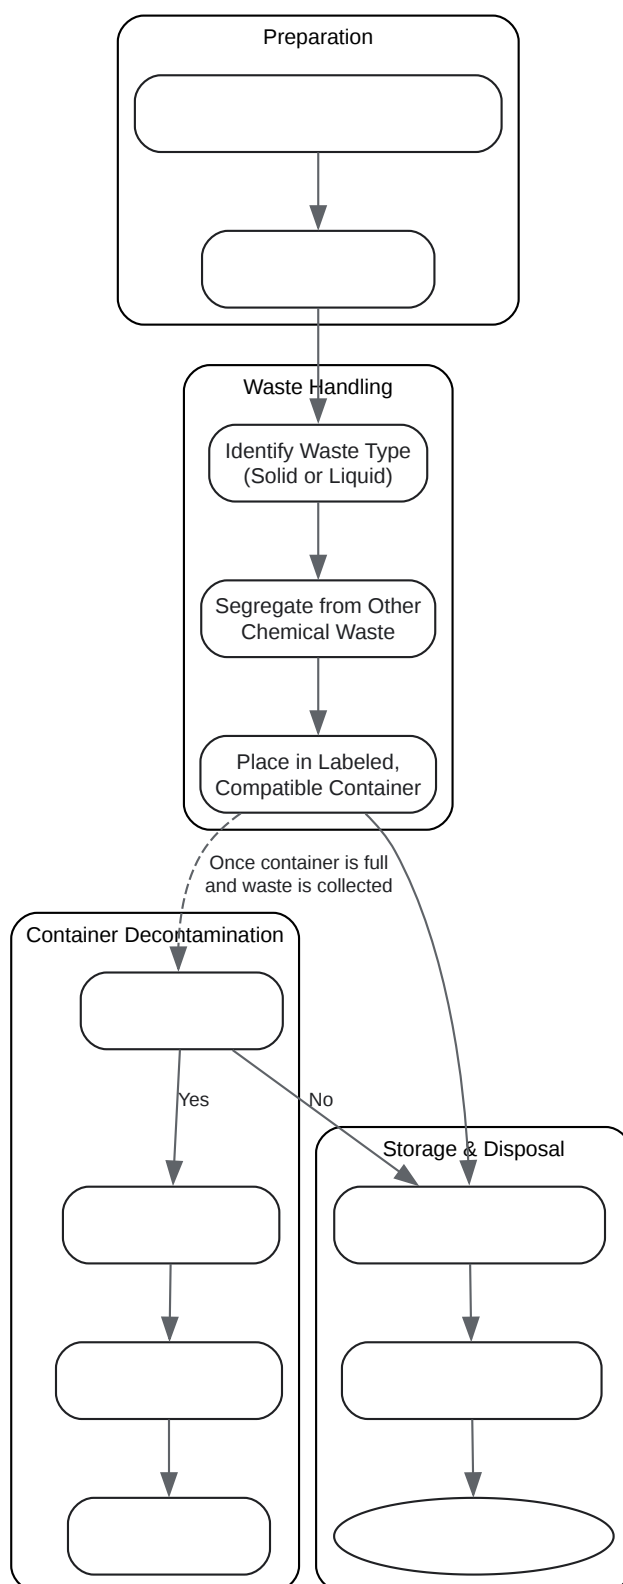 Preparation
Waste Handling
Identify Waste Type
(Solid or Liquid)
Segregate from Other
Chemical Waste
Place in Labeled,
Compatible Container
Once container is full
and waste is collected
Container Decontamination
Yes
No
Storage & Disposal